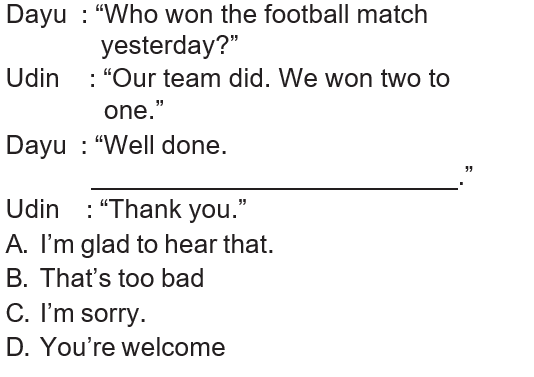 Dayu : “Who won the football match
yesterday?”
Udin : “Our team did. We won two to
one.”
Dayu : “Well done.
__________________________.”
Udin : “Thank you.”
A. I’m glad to hear that.
B. That’s too bad
C. I’m sorry.
D. You’re welcome